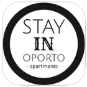 STAY
IN
OPORTO
- apartments -